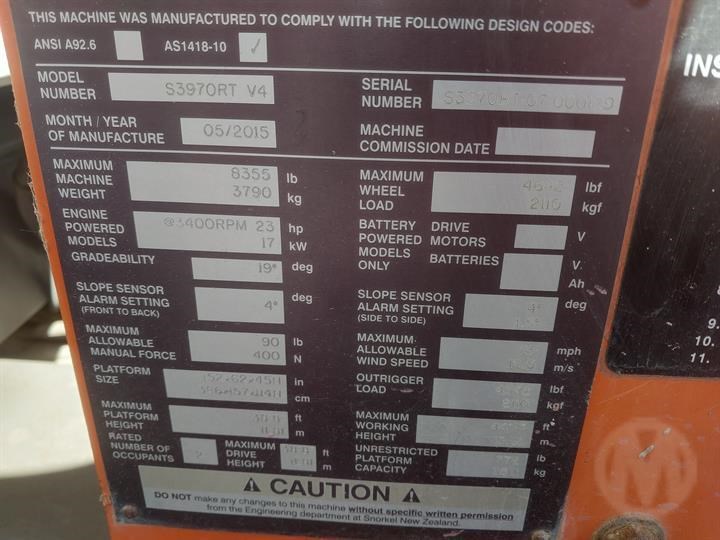 THIS MACHINE WAS MANUFACTURED TO COMPLY WITH THE FOLLOWING DESIGN CODES:
ANSI A92.6 AS1418-10 ✓
MODEL NUMBER S3970RT V4
SERIAL NUMBER
MONTH / YEAR OF MANUFACTURE 05/2015
MACHINE COMMISSION DATE
MAXIMUM MACHINE WEIGHT 8355 lb 3790 kg
MAXIMUM WHEEL LOAD lbf 2110 kgf
ENGINE POWERED MODELS @3400RPM 23 hp 17 kW
BATTERY POWERED MODELS ONLY DRIVE MOTORS V BATTERIES V Ah
GRADEABILITY 19° deg
SLOPE SENSOR ALARM SETTING (FRONT TO BACK) 4° deg
SLOPE SENSOR ALARM SETTING (SIDE TO SIDE) deg
MAXIMUM ALLOWABLE MANUAL FORCE 90 lb 400 N
MAXIMUM ALLOWABLE WIND SPEED mph m/s
PLATFORM SIZE in cm
OUTRIGGER LOAD lbf kgf
MAXIMUM PLATFORM HEIGHT ft m
MAXIMUM WORKING HEIGHT ft m
RATED NUMBER OF OCCUPANTS 2
MAXIMUM DRIVE HEIGHT ft m
UNRESTRICTED PLATFORM CAPACITY lb kg
CAUTION
DO NOT make any changes to this machine without specific written permission
from the Engineering department at Snorkel New Zealand.
INS
9.
10.
11.
M